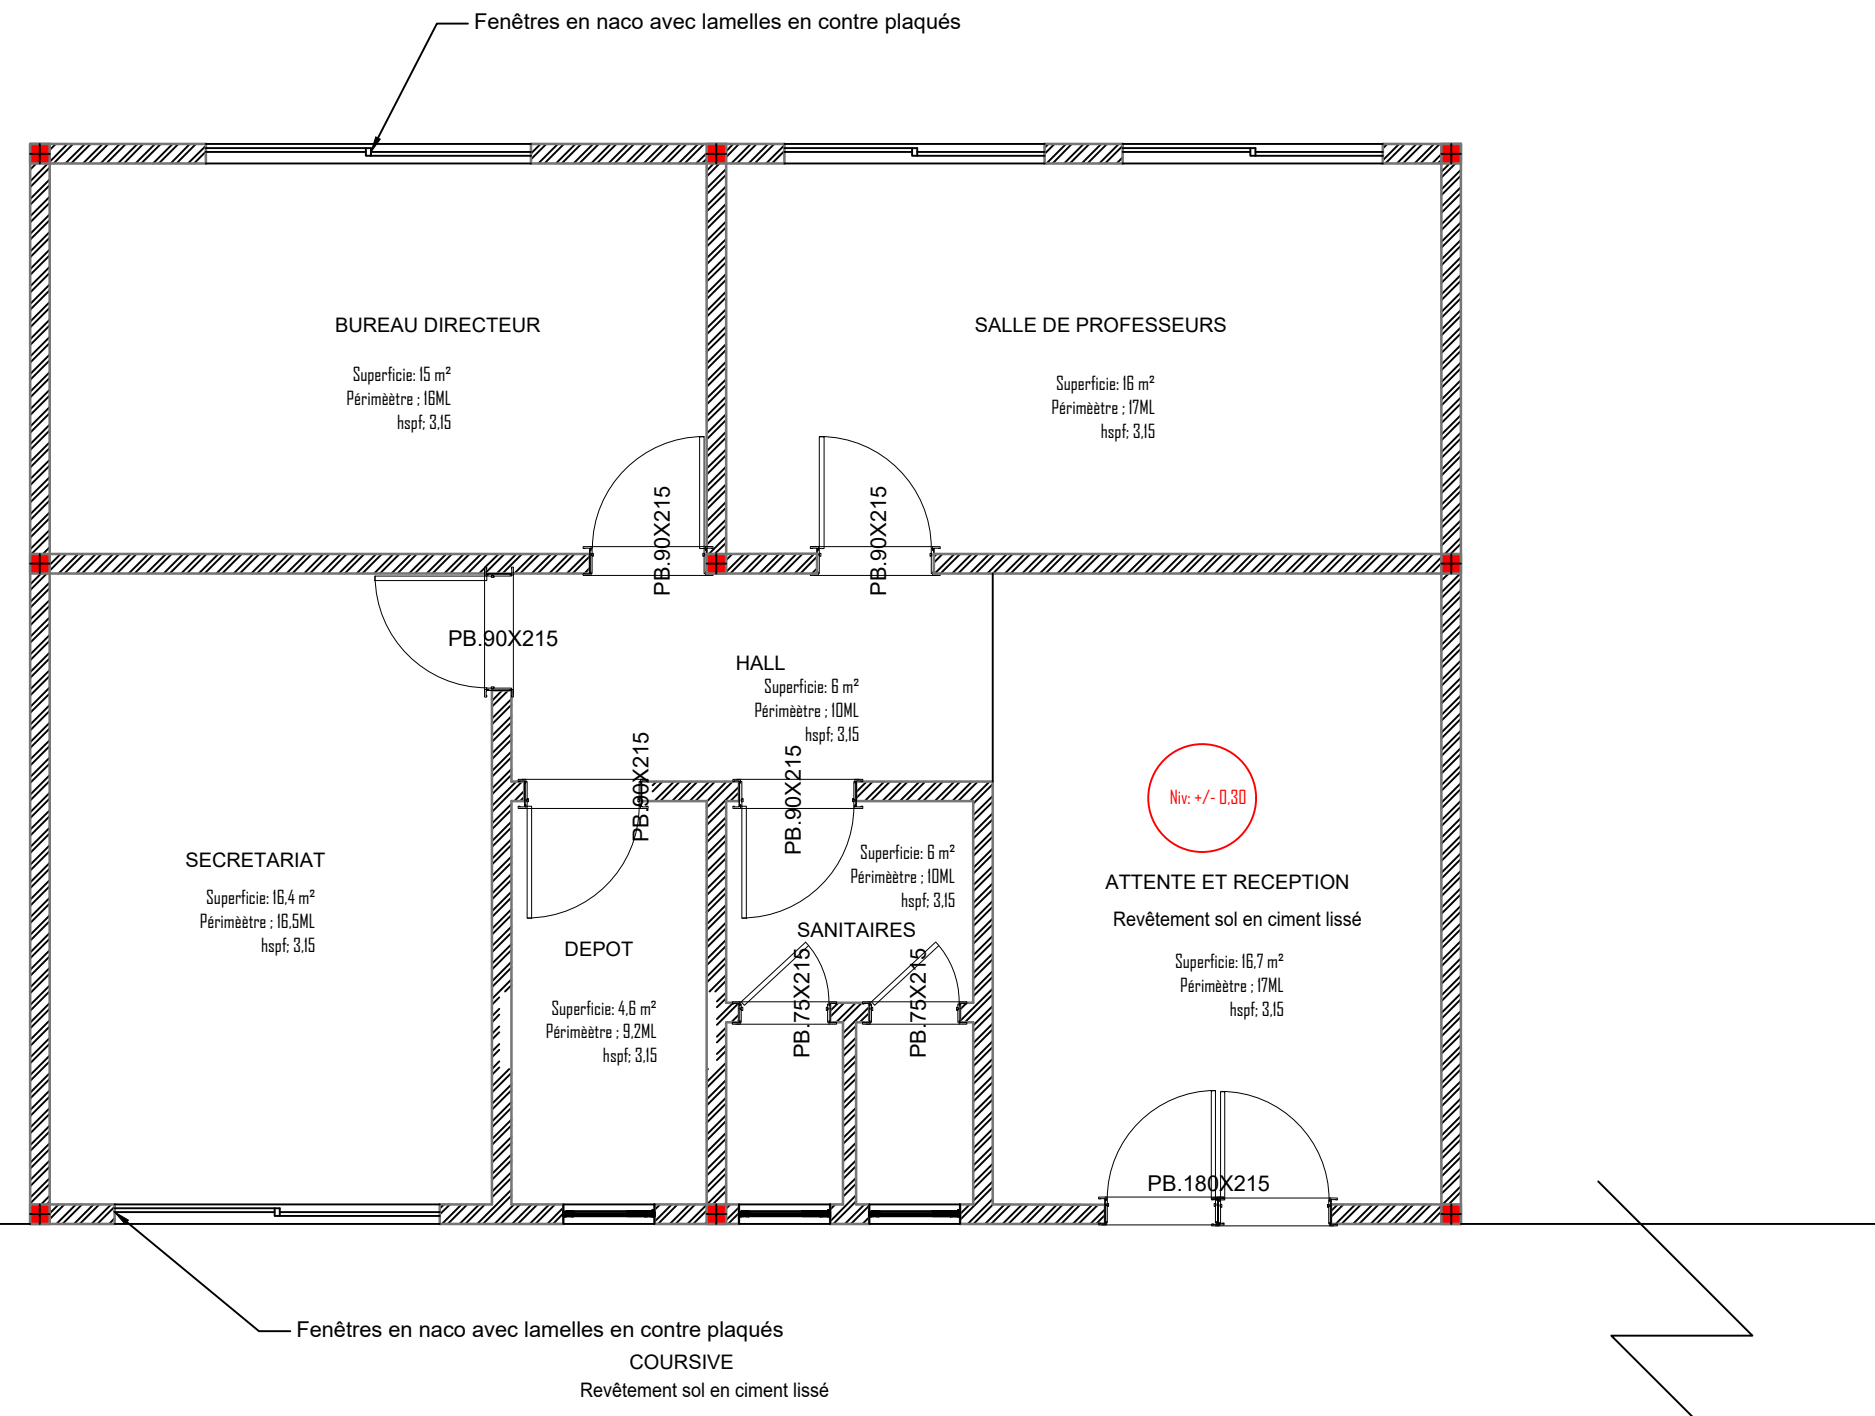 Fenêtres en naco avec lamelles en contre plaqués
BUREAU DIRECTEUR
Superficie: 15 m²
Périmèètre ; 16ML
hspf; 3,15
SALLE DE PROFESSEURS
Superficie: 16 m²
Périmèètre ; 17ML
hspf; 3,15
PB.90X215
PB.90X215
PB.90X215
HALL
Superficie: 6 m²
Périmèètre ; 10ML
hspf; 3,15
PB.90X215
PB.90X215
Niv: +/- 0,30
SECRETARIAT
Superficie: 16,4 m²
Périmèètre ; 16,5ML
hspf; 3,15
Superficie: 6 m²
Périmèètre ; 10ML
hspf; 3,15
SANITAIRES
ATTENTE ET RECEPTION
Revêtement sol en ciment lissé
Superficie: 16,7 m²
Périmèètre ; 17ML
hspf; 3,15
DEPOT
Superficie: 4,6 m²
Périmèètre ; 9,2ML
hspf; 3,15
PB.75X215
PB.75X215
PB.180X215
Fenêtres en naco avec lamelles en contre plaqués
COURSIVE
Revêtement sol en ciment lissé